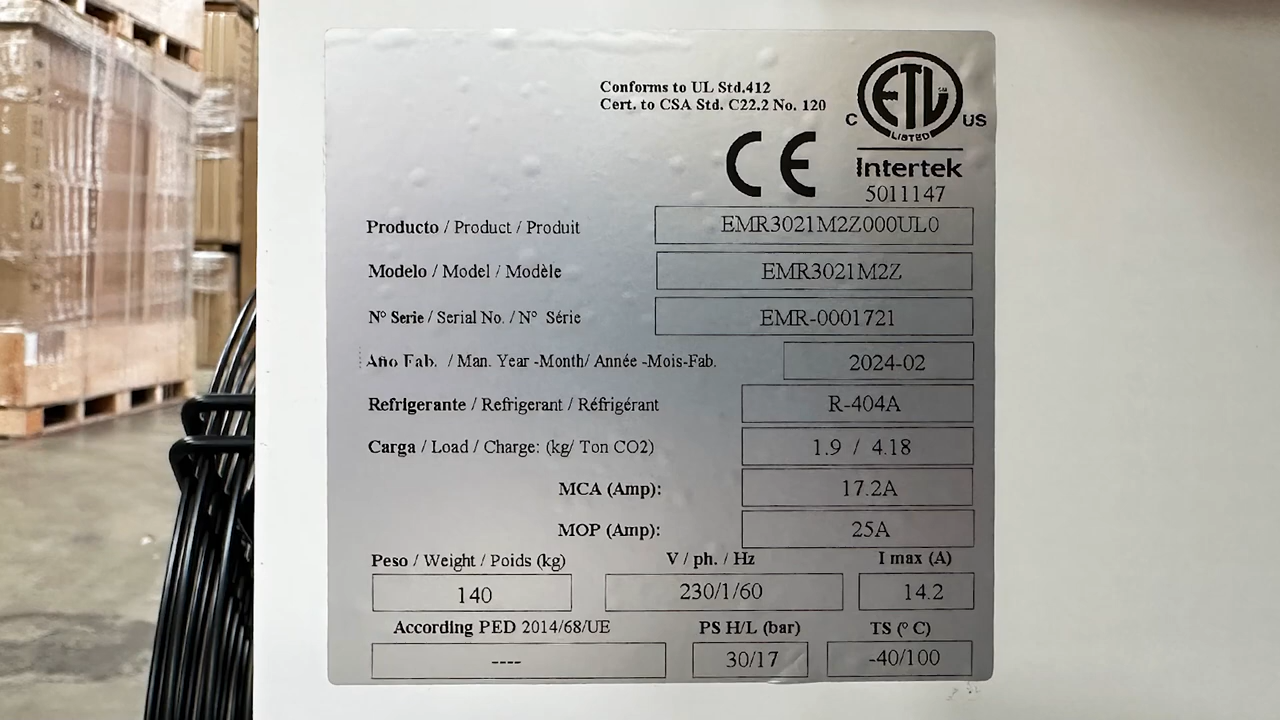 Conforms to UL Std.412
Cert. to CSA Std. C22.2 No. 120
ETL SM
C US
LISTED
CE
Intertek
5011147
Producto / Product / Produit EMR3021M2Z000UL0
Modelo / Model / Modèle EMR3021M2Z
Nº Serie / Serial No. / Nº Série EMR-0001721
Año Fab. / Man. Year -Month/ Année -Mois-Fab. 2024-02
Refrigerante / Refrigerant / Réfrigérant R-404A
Carga / Load / Charge: (kg/ Ton CO2) 1.9 / 4.18
MCA (Amp): 17.2A
MOP (Amp): 25A
Peso / Weight / Poids (kg) V / ph. / Hz I max (A)
140 230/1/60 14.2
According PED 2014/68/UE PS H/L (bar) TS (º C)
---- 30/17 -40/100